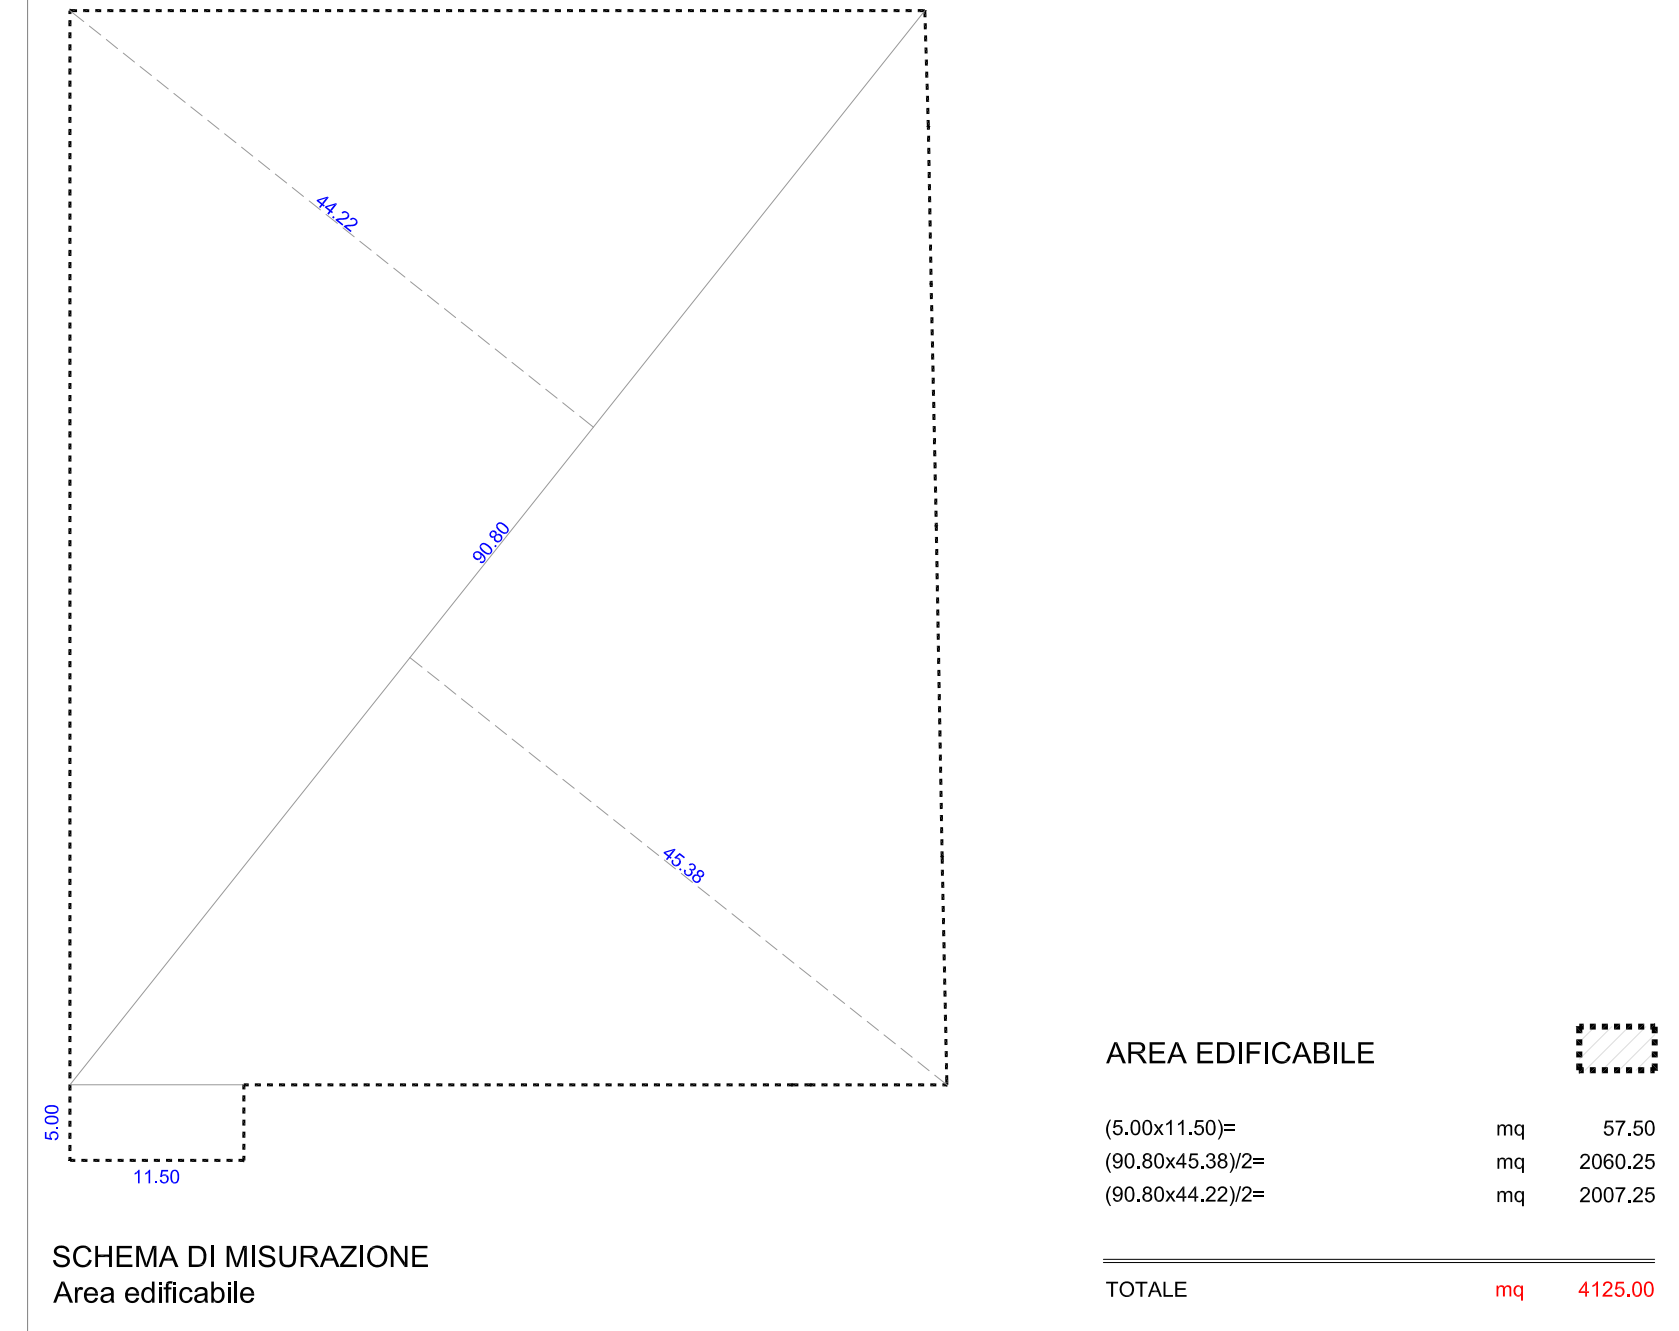 44.22
90.80
45.38
5.00
11.50
SCHEMA DI MISURAZIONE
Area edificabile
AREA EDIFICABILE
(5.00x11.50)= mq 57.50
(90.80x45.38)/2= mq 2060.25
(90.80x44.22)/2= mq 2007.25
TOTALE mq 4125.00